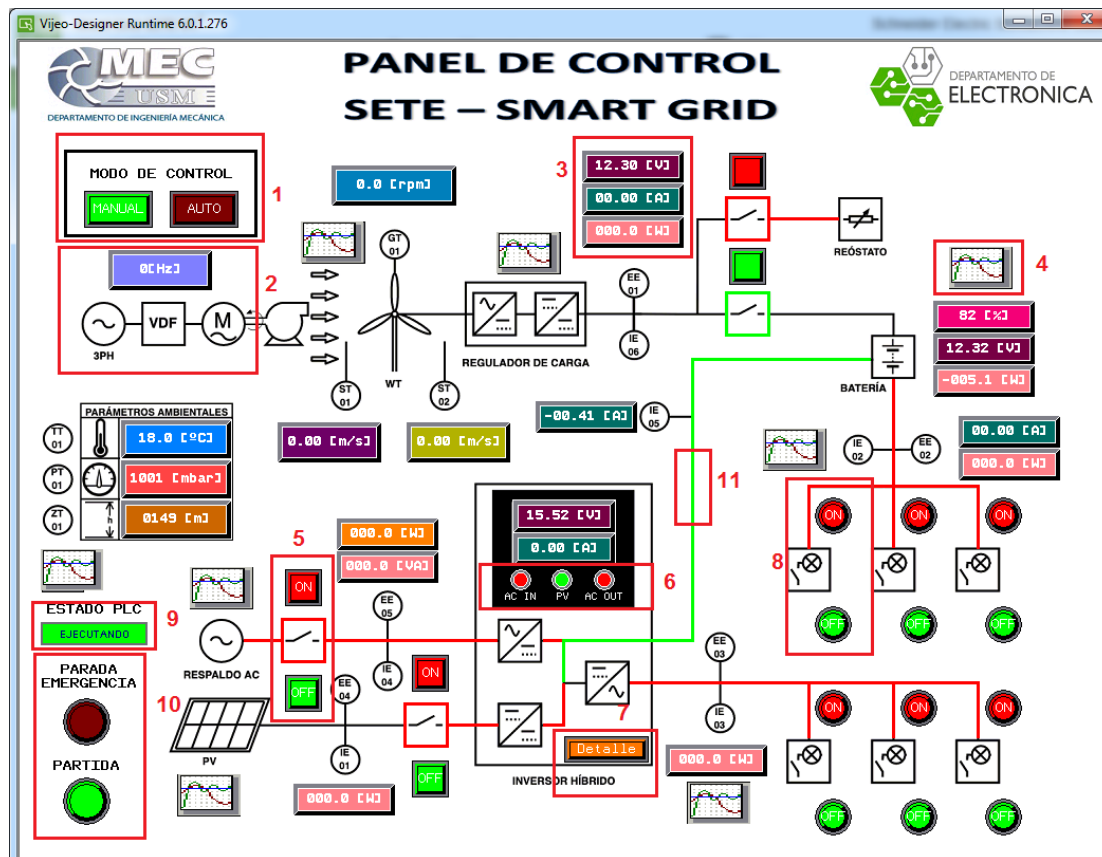 Vijeo-Designer Runtime 6.0.1.276
MEC
USM
DEPARTAMENTO DE INGENIERÍA MECÁNICA
PANEL DE CONTROL
SETE – SMART GRID
DEPARTAMENTO DE
ELECTRONICA
MODO DE CONTROL
MANUAL
AUTO
1
0.0 [rpm]
3
12.30 [V]
00.00 [A]
000.0 [W]
REÓSTATO
0[Hz]
2
3PH
VDF
M
GT
01
WT
ST
01
ST
02
0.00 [m/s]
0.00 [m/s]
REGULADOR DE CARGA
EE
01
IE
06
4
82 [%]
12.32 [V]
-005.1 [W]
BATERÍA
-00.41 [A]
IE
05
IE
02
EE
02
00.00 [A]
000.0 [W]
PARÁMETROS AMBIENTALES
TT
01
18.0 [ºC]
PT
01
1001 [mbar]
ZT
01
h
0149 [m]
11
15.52 [V]
0.00 [A]
AC IN
PV
AC OUT
6
000.0 [W]
000.0 [VA]
5
ON
OFF
RESPALDO AC
EE
05
IE
04
EE
04
IE
01
ON
OFF
PV
000.0 [W]
7
Detalle
INVERSOR HÍBRIDO
EE
03
IE
03
000.0 [W]
8
ON
ON
ON
OFF
OFF
OFF
ON
ON
ON
OFF
OFF
OFF
ESTADO PLC
EJECUTANDO
9
PARADA
EMERGENCIA
10
PARTIDA